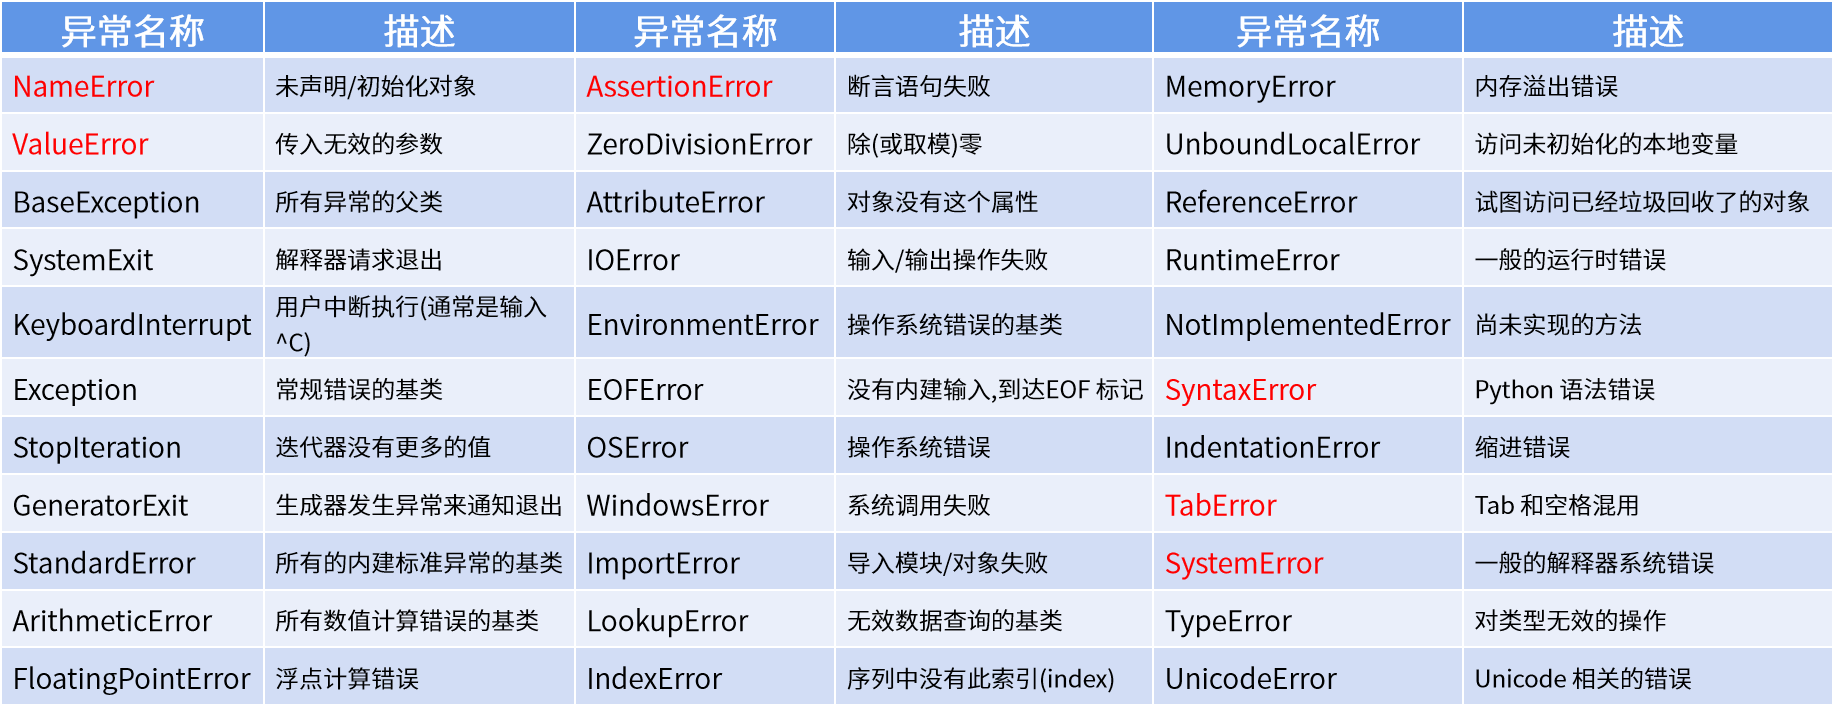 异常名称 描述 异常名称 描述 异常名称 描述
NameError 未声明/初始化对象 AssertionError 断言语句失败 MemoryError 内存溢出错误
ValueError 传入无效的参数 ZeroDivisionError 除(或取模)零 UnboundLocalError 访问未初始化的本地变量
BaseException 所有异常的父类 AttributeError 对象没有这个属性 ReferenceError 试图访问已经垃圾回收了的对象
SystemExit 解释器请求退出 IOError 输入/输出操作失败 RuntimeError 一般的运行时错误
KeyboardInterrupt 用户中断执行(通常是输入
^C) EnvironmentError 操作系统错误的基类 NotImplementedError 尚未实现的方法
Exception 常规错误的基类 EOFError 没有内建输入,到达EOF 标记 SyntaxError Python 语法错误
StopIteration 迭代器没有更多的值 OSError 操作系统错误 IndentationError 缩进错误
GeneratorExit 生成器发生异常来通知退出 WindowsError 系统调用失败 TabError Tab 和空格混用
StandardError 所有的内建标准异常的基类 ImportError 导入模块/对象失败 SystemError 一般的解释器系统错误
ArithmeticError 所有数值计算错误的基类 LookupError 无效数据查询的基类 TypeError 对类型无效的操作
FloatingPointError 浮点计算错误 IndexError 序列中没有此索引(index) UnicodeError Unicode 相关的错误